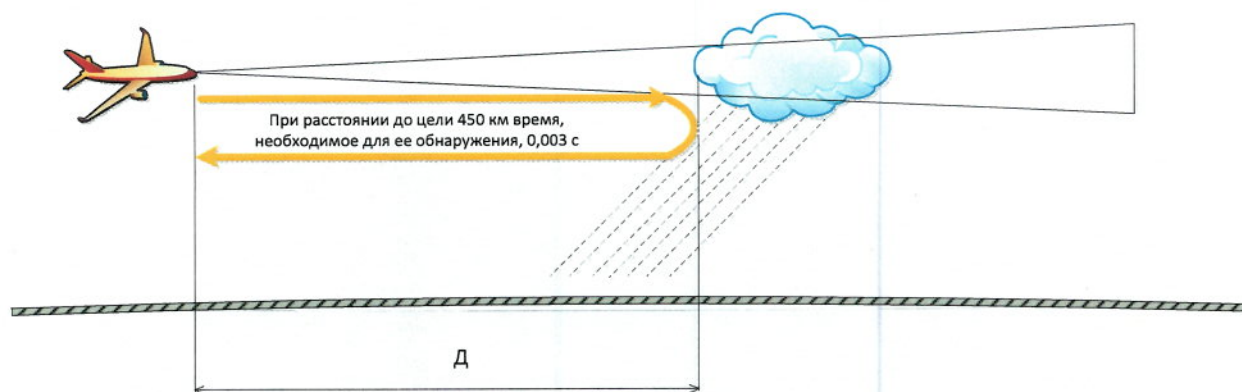 При расстоянии до цели 450 км время,
необходимое для ее обнаружения, 0,003 с
Д